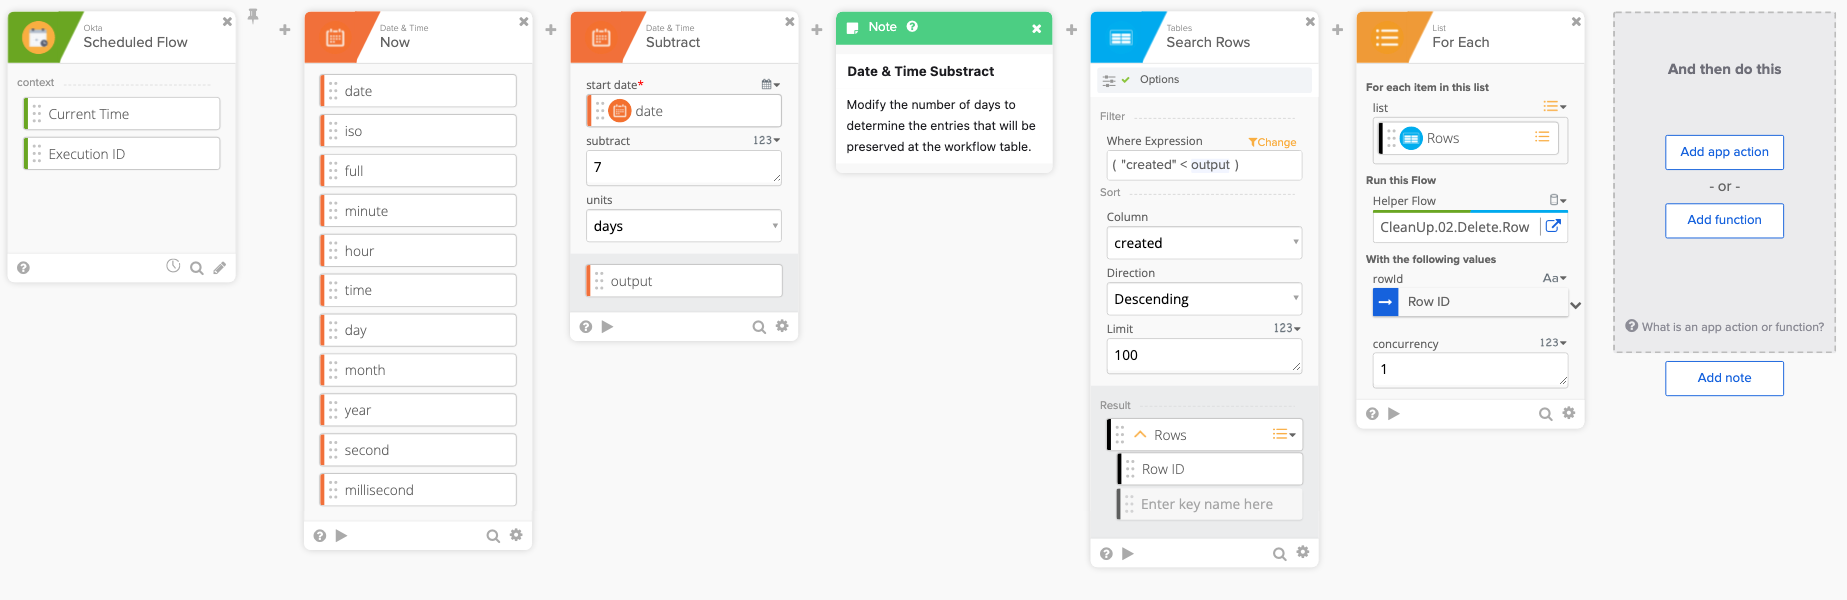 Okta
Scheduled Flow
context
Current Time
Execution ID
Date & Time
Now
date
iso
full
minute
hour
time
day
month
year
second
millisecond
Date & Time
Subtract
start date*
date
subtract
123
7
units
days
output
Note
Date & Time Substract
Modify the number of days to
determine the entries that will be
preserved at the workflow table.
Tables
Search Rows
Options
Filter
Where Expression
Change
( "created" < output )
Sort
Column
created
Direction
Descending
Limit
123
100
Result
Rows
Row ID
Enter key name here
List
For Each
For each item in this list
list
Rows
Run this Flow
Helper Flow
CleanUp.02.Delete.Row
With the following values
rowId
Aa
Row ID
concurrency
123
1
And then do this
Add app action
- or -
Add function
What is an app action or function?
Add note